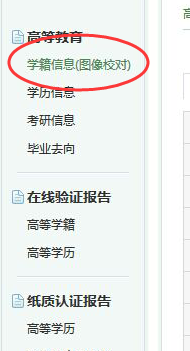 高等教育
学籍信息(图像校对)
学历信息
考研信息
毕业去向
在线验证报告
高等学籍
高等学历
纸质认证报告
高等学历